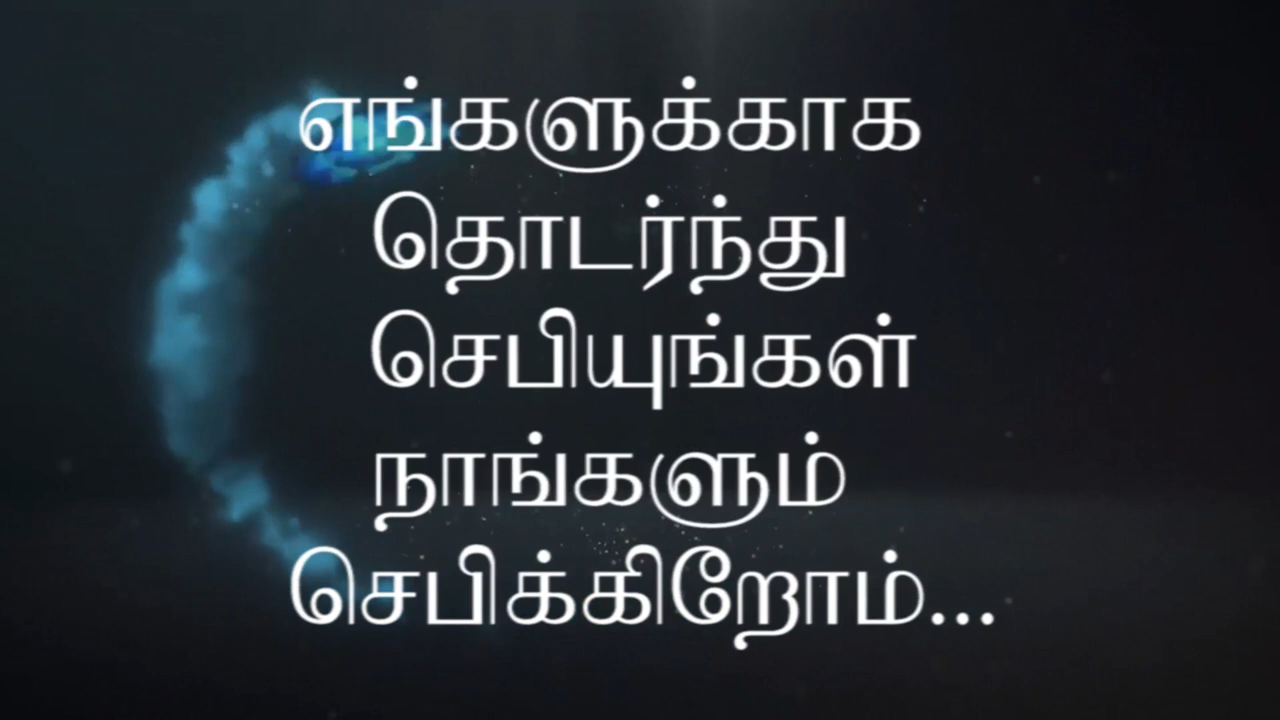 எங்களுக்காக
தொடர்ந்து
செபியுங்கள்
நாங்களும்
செபிக்கிறோம்...